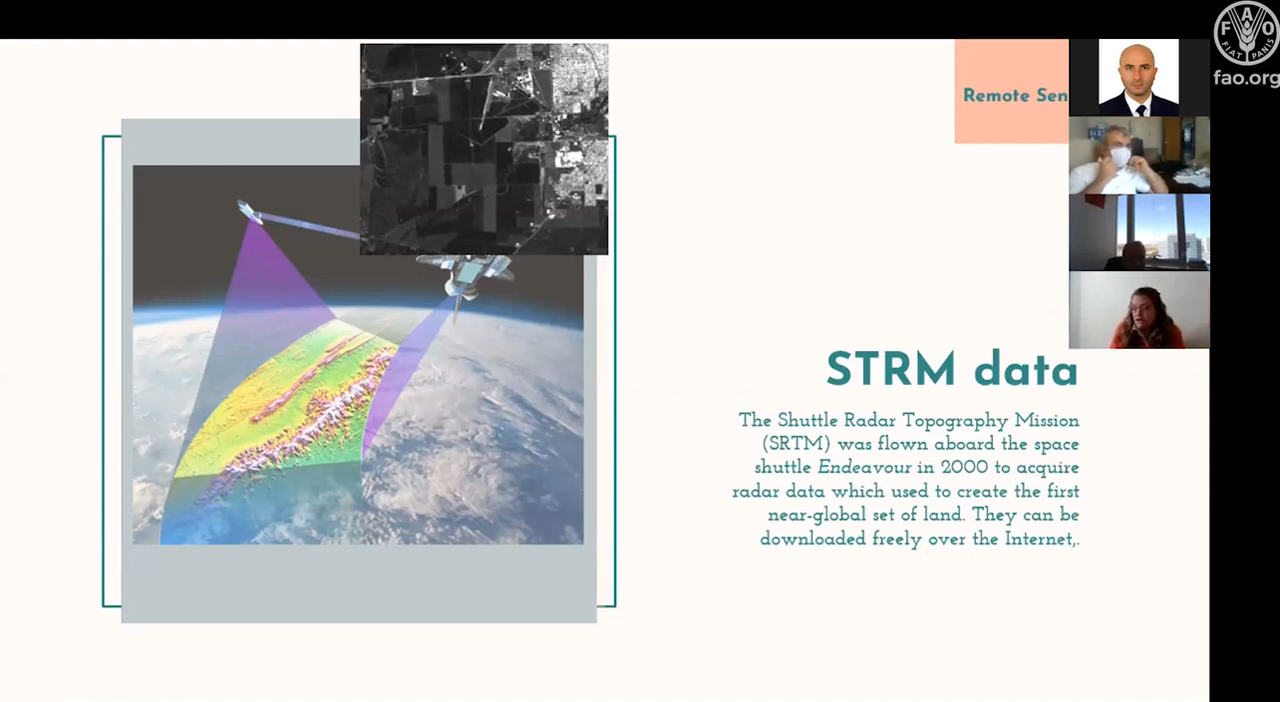 F A O
FIAT PANIS
fao.org
Remote Sen
STRM data
The Shuttle Radar Topography Mission
(SRTM) was flown aboard the space
shuttle Endeavour in 2000 to acquire
radar data which used to create the first
near-global set of land. They can be
downloaded freely over the Internet,.